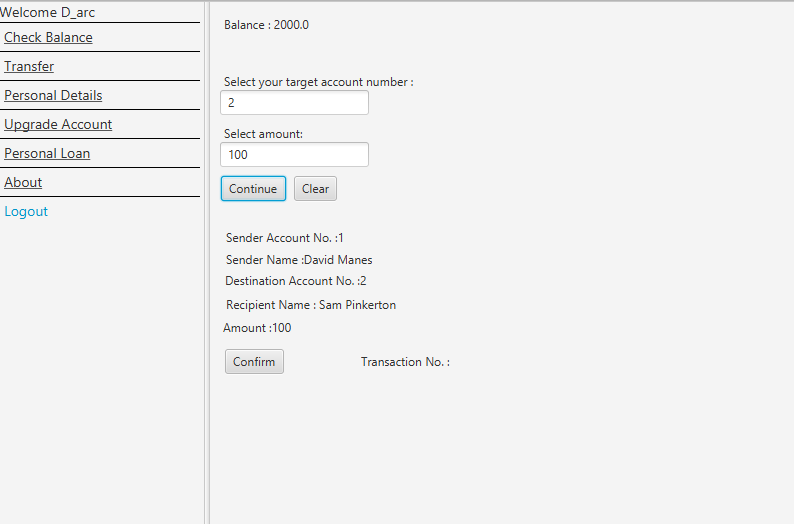 Welcome D_arc
Check Balance
Transfer
Personal Details
Upgrade Account
Personal Loan
About
Logout
Balance : 2000.0
Select your target account number :
2
Select amount:
100
Continue Clear
Sender Account No. :1
Sender Name :David Manes
Destination Account No. :2
Recipient Name : Sam Pinkerton
Amount :100
Confirm Transaction No. :